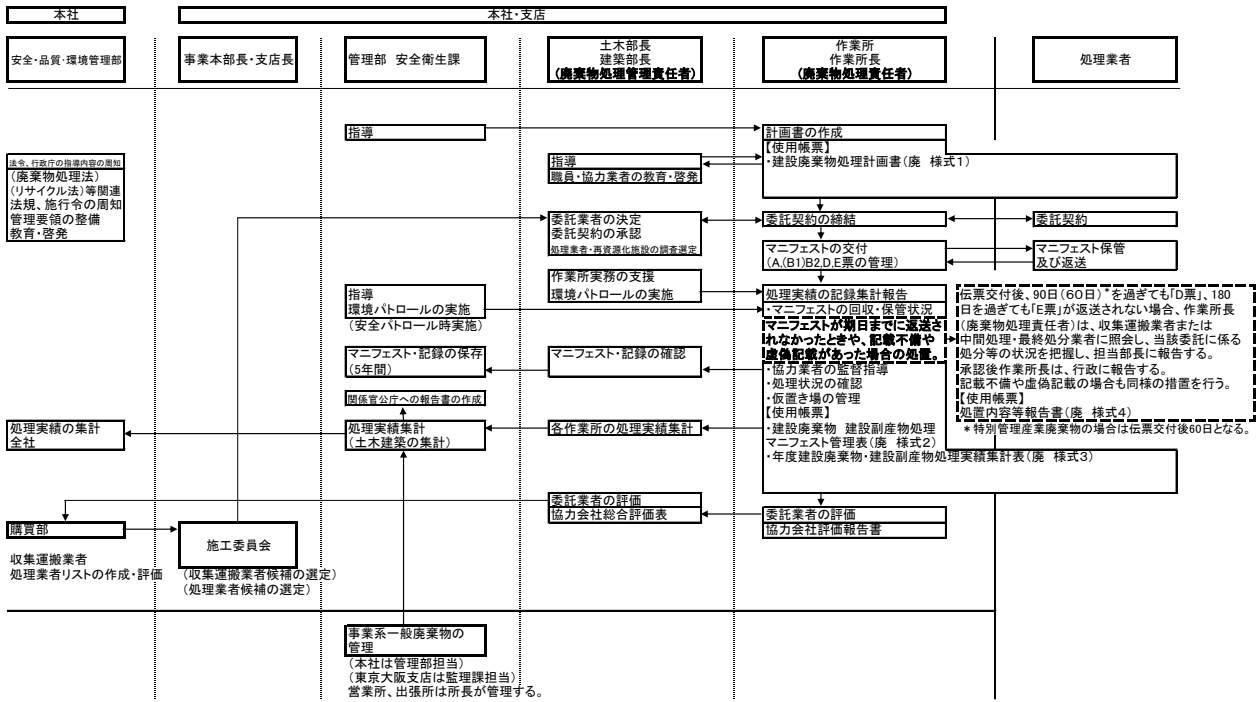 本社
本社・支店
安全・品質・環境管理部
事業本部長・支店長
管理部 安全衛生課
土木部長
建築部長
(廃棄物処理管理責任者)
作業所
作業所長
(廃棄物処理責任者)
処理業者
指導
計画書の作成
【使用帳票】
・建設廃棄物処理計画書(廃 様式1)
法令、行政庁の指導内容の周知
(廃棄物処理法)
(リサイクル法)等関連
法規、施行令の周知
管理要領の整備
教育・啓発
指導
職員・協力業者の教育・啓発
委託業者の決定
委託契約の承認
処理業者・再資源化施設の調査選定
委託契約の締結
委託契約
マニフェストの交付
(A,(B1)B2,D,E票の管理)
マニフェスト保管
及び返送
作業所実務の支援
環境パトロールの実施
指導
環境パトロールの実施
(安全パトロール時実施)
処理実績の記録集計報告
・マニフェストの回収・保管状況
マニフェストが期日までに返送さ
れなかったときや、記載不備や
虚偽記載があった場合の処置。
・協力業者の監督指導
・処理状況の確認
・仮置き場の管理
【使用帳票】
・建設廃棄物 建設副産物処理
マニフェスト管理表(廃 様式2)
・年度建設廃棄物・建設副産物処理実績集計表(廃 様式3)
伝票交付後、90日(60日)*を過ぎても「D票」、180
日を過ぎても「E票」が返送されない場合、作業所長
(廃棄物処理責任者)は、収集運搬業者または
中間処理・最終処分業者に照会し、当該委託に係る
処分等の状況を把握し、担当部長に報告する。
承認後作業所長は、行政に報告する。
記載不備や虚偽記載の場合も同様の措置を行う。
【使用帳票】
処置内容等報告書(廃 様式4)
*特別管理産業廃棄物の場合は伝票交付後60日となる。
マニフェスト・記録の保存
(5年間)
マニフェスト・記録の確認
関係官公庁への報告書の作成
処理実績の集計
全社
処理実績集計
(土木建築の集計)
各作業所の処理実績集計
委託業者の評価
協力会社総合評価表
委託業者の評価
協力会社評価報告書
購買部
収集運搬業者
処理業者リストの作成・評価
施工委員会
(収集運搬業者候補の選定)
(処理業者候補の選定)
事業系一般廃棄物の
管理
(本社は管理部担当)
(東京大阪支店は監理課担当)
営業所、出張所は所長が管理する。